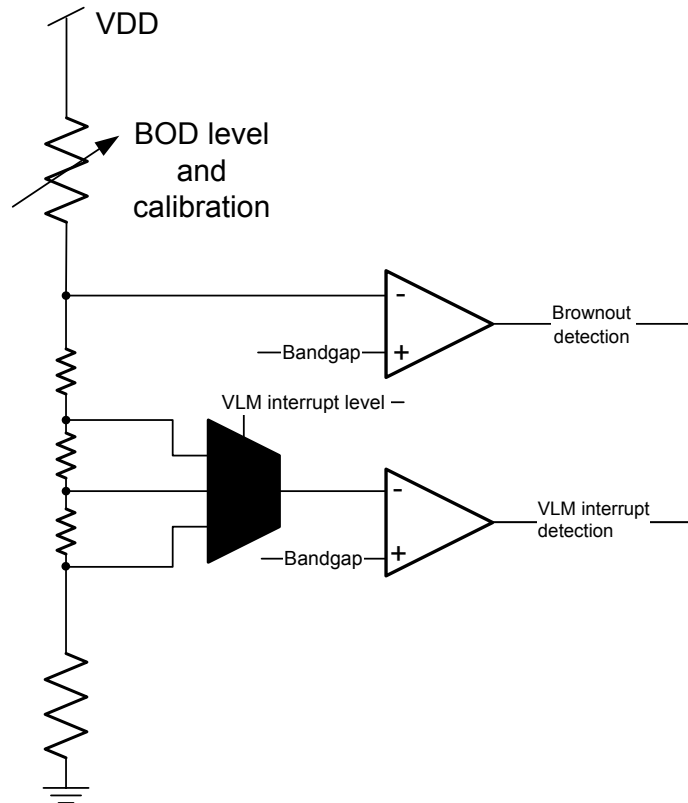 VDD
BOD level
and
calibration
-
Brownout
detection
Bandgap
+
VLM interrupt level
-
VLM interrupt
detection
Bandgap
+